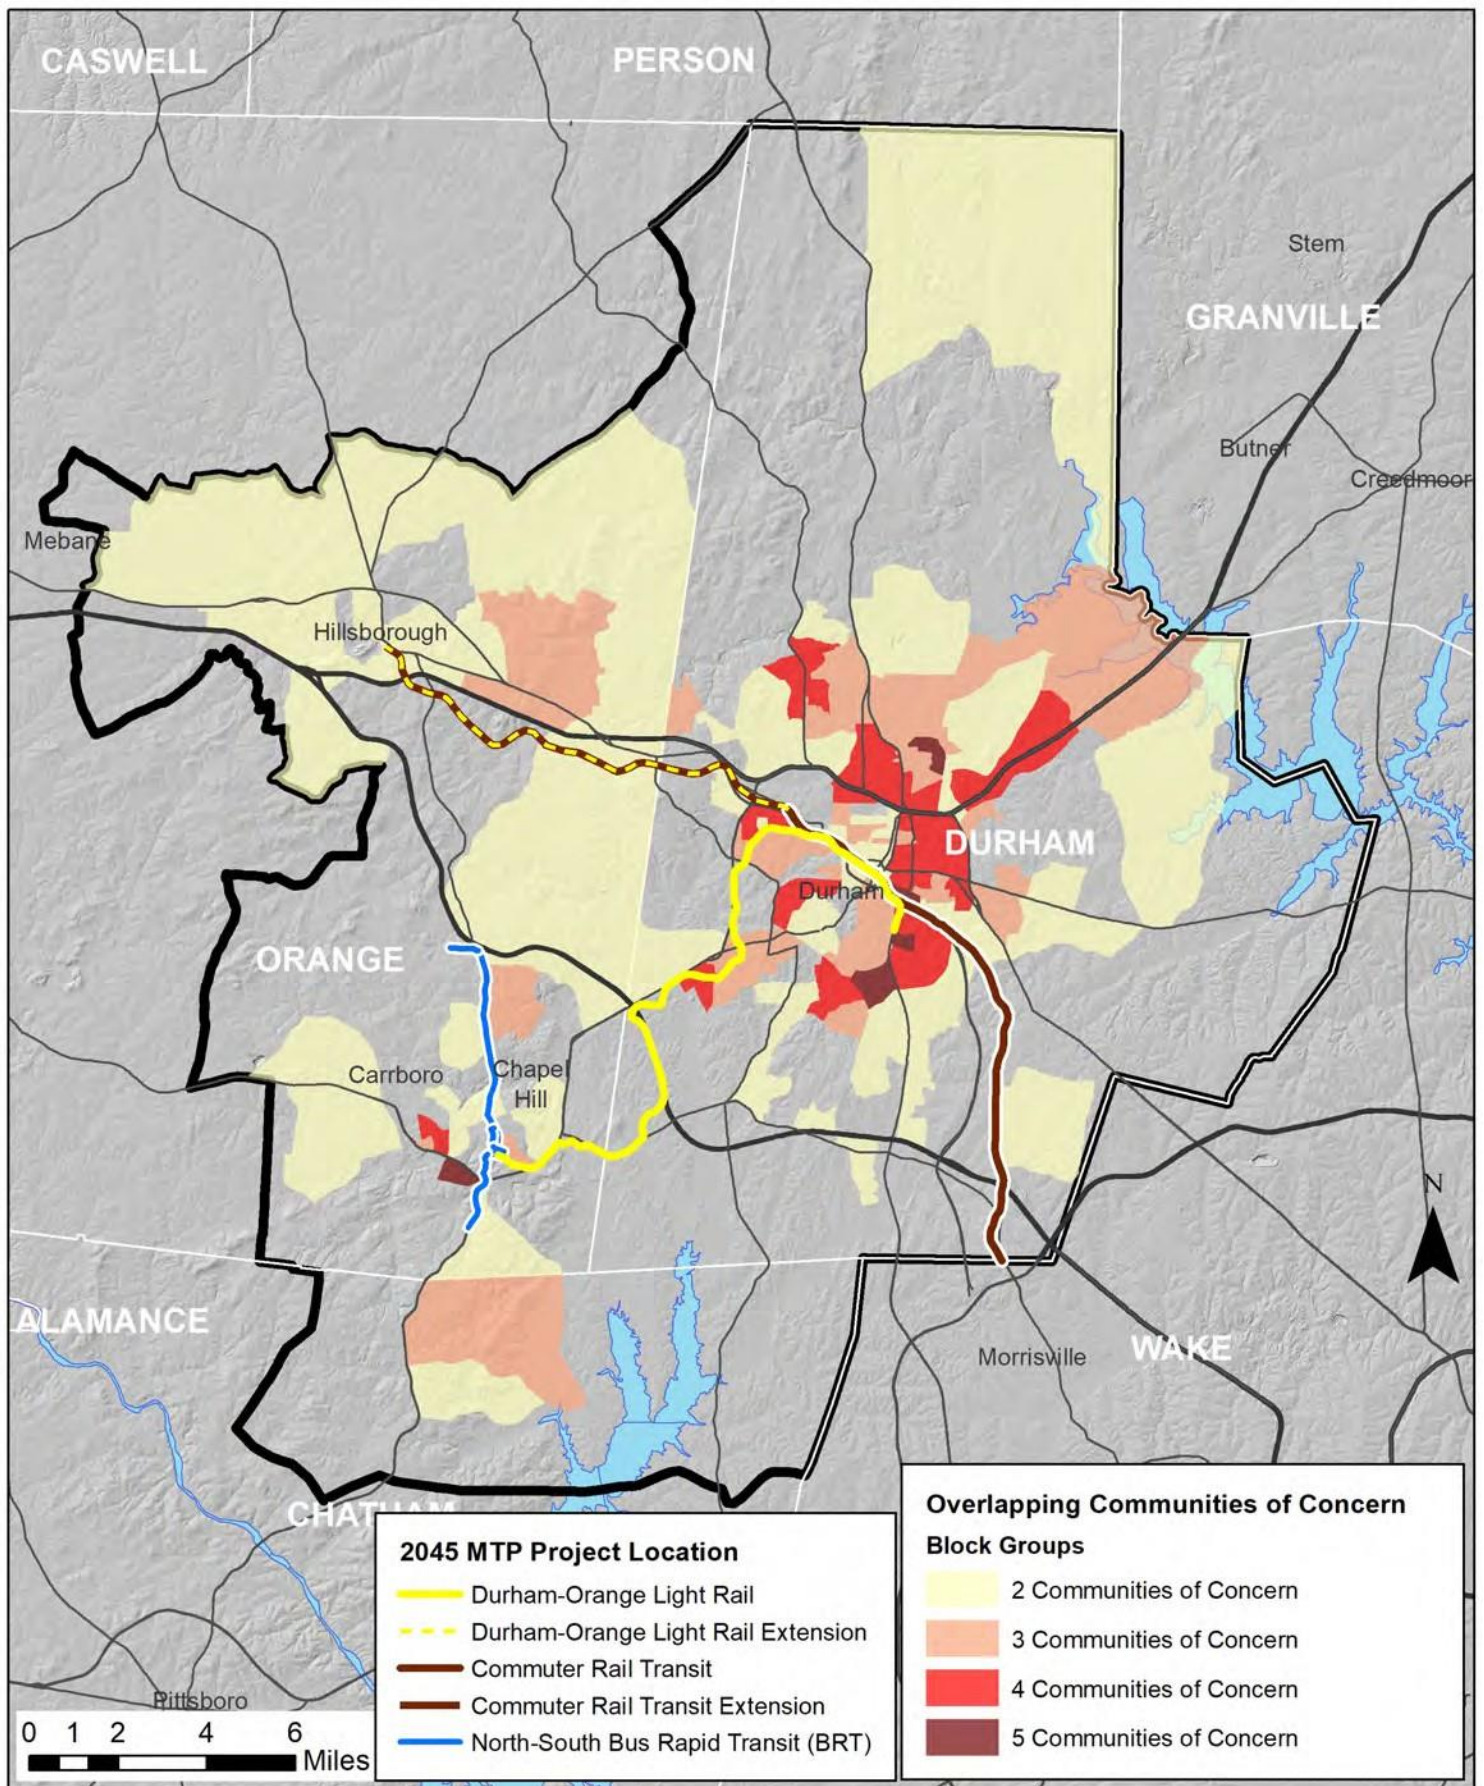 CASWELL
PERSON
Stem
GRANVILLE
Butner
Creedmoor
Mebane
Hillsborough
DURHAM
Durham
ORANGE
Carrboro
Chapel
Hill
N
ALAMANCE
Morrisville
WAKE
CHATHAM
Pittsboro
0 1 2 4 6
Miles
2045 MTP Project Location
Durham-Orange Light Rail
Durham-Orange Light Rail Extension
Commuter Rail Transit
Commuter Rail Transit Extension
North-South Bus Rapid Transit (BRT)
Overlapping Communities of Concern
Block Groups
2 Communities of Concern
3 Communities of Concern
4 Communities of Concern
5 Communities of Concern